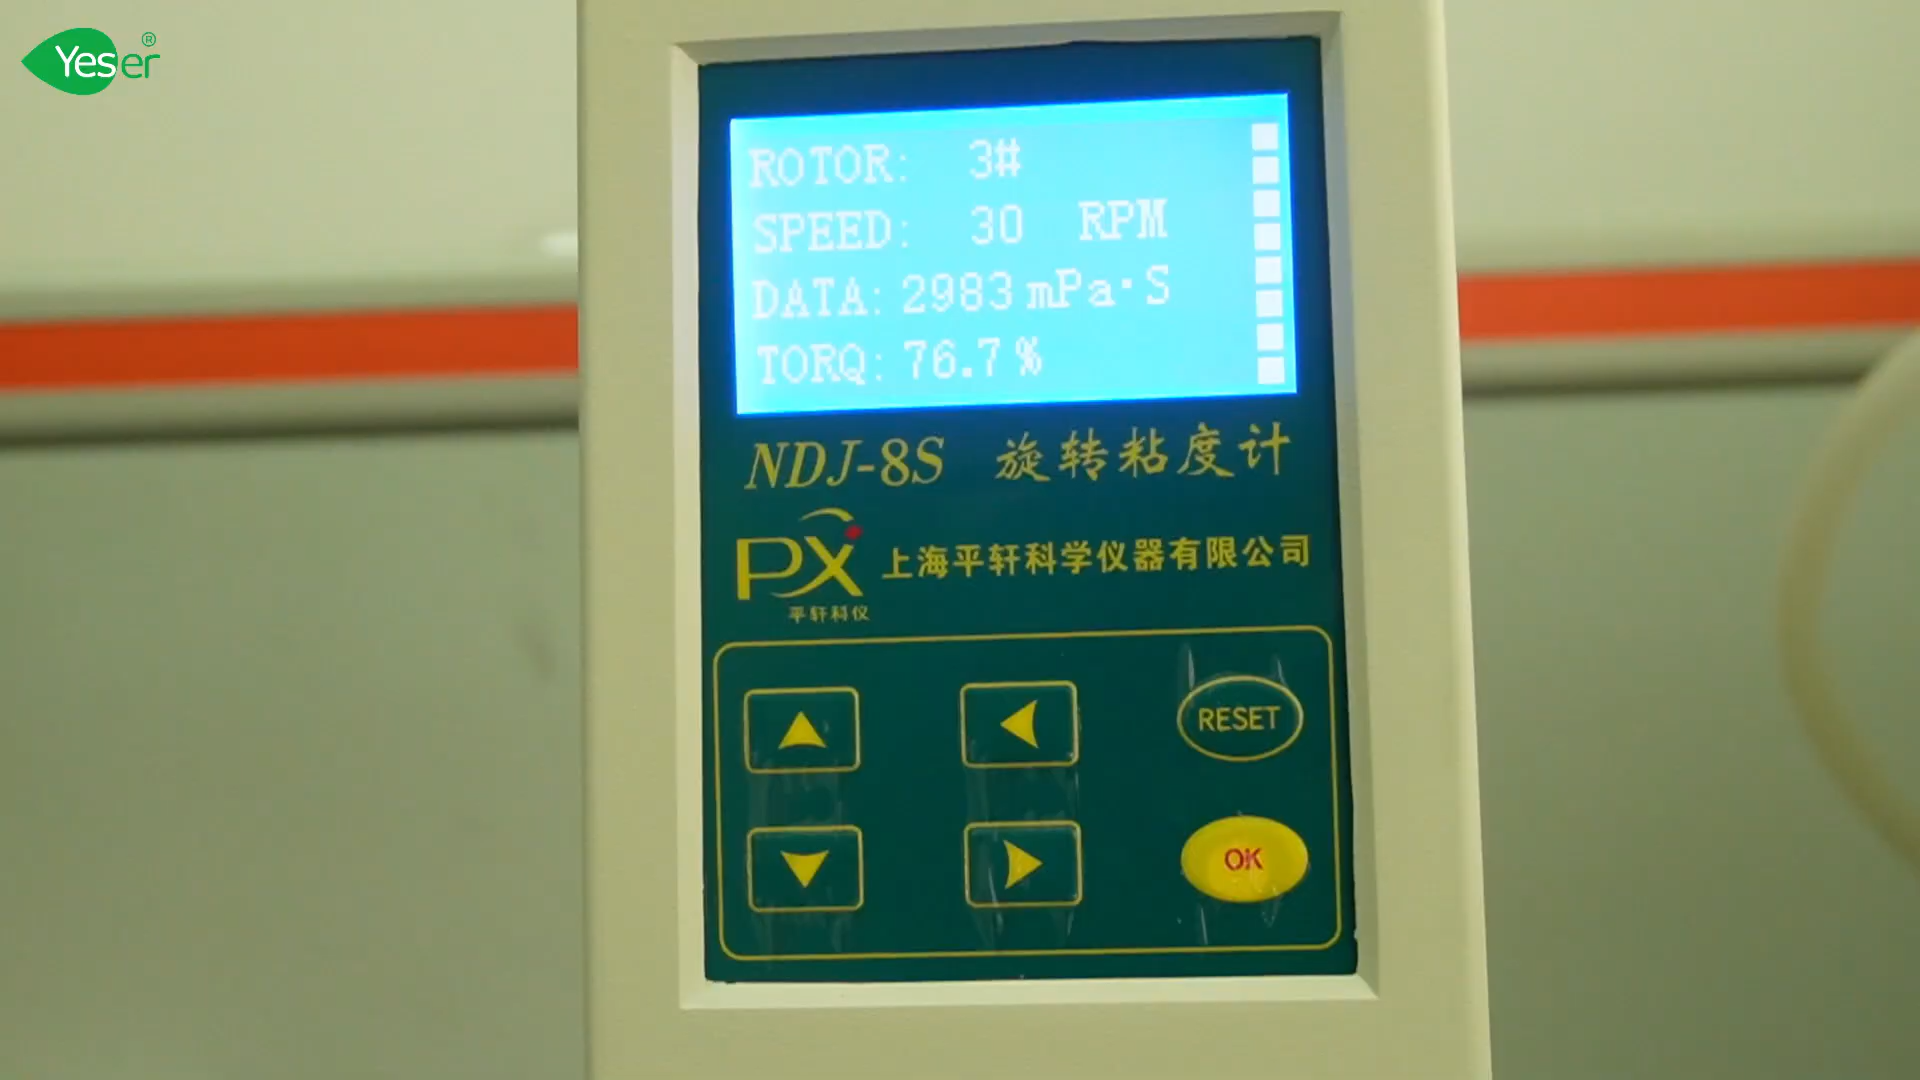 Yeser®
ROTOR: 3#
SPEED: 30 RPM
DATA: 2983 mPa·S
TORQ: 76.7 %
NDJ-8S 旋转粘度计
PX 上海平轩科学仪器有限公司
平轩科仪
RESET
OK